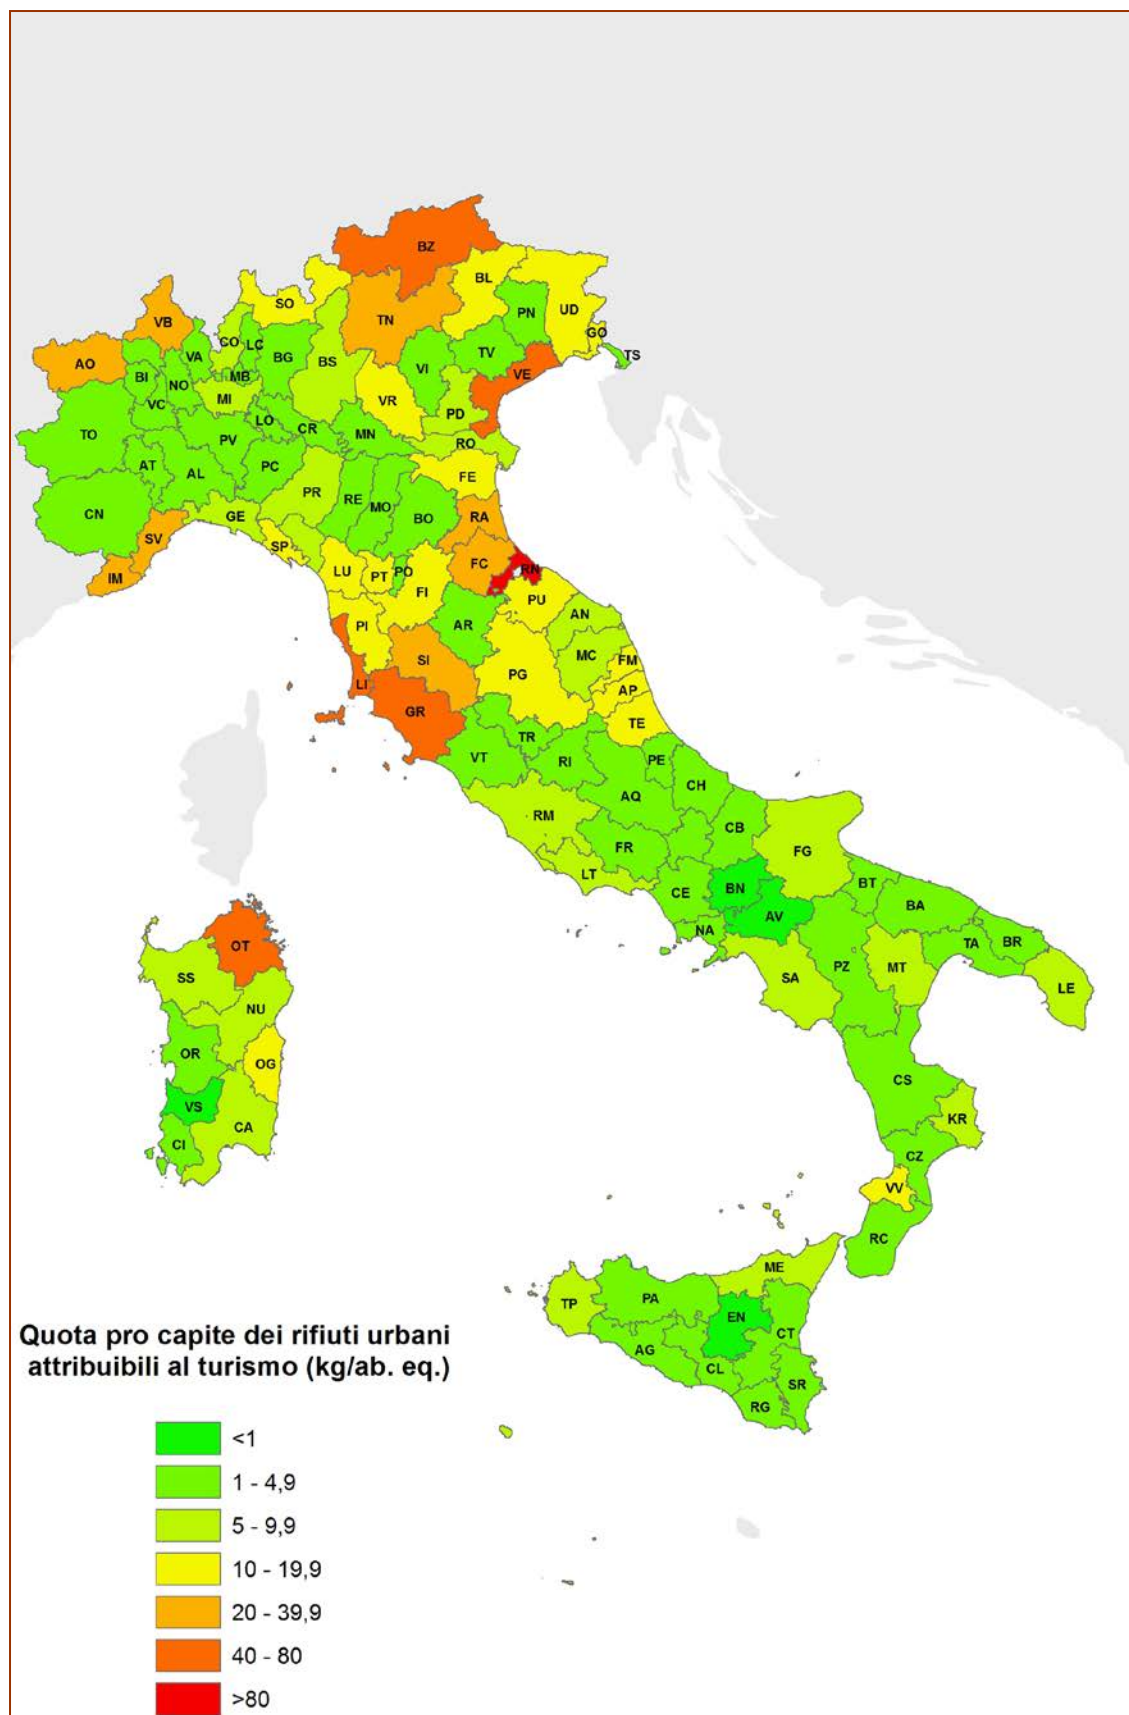 BZ
BL
UD
SO
PN
VB
TN
GO
CO
LC
VA
TS
AO
BG
BS
VI
TV
VE
BI
MB
NO
MI
VR
VC
PD
LO
CR
MN
TO
PV
RO
AT
PC
AL
FE
PR
RE
MO
CN
GE
BO
RA
SV
SP
FC
RN
IM
LU
PT
PO
FI
PU
AN
PI
AR
MC
SI
FM
PG
LI
AP
GR
TE
TR
VT
RI
PE
CH
AQ
RM
CB
FR
FG
LT
BT
BN
CE
BA
AV
NA
TA
BR
OT
PZ
MT
SA
LE
SS
NU
OR
OG
CS
VS
KR
CA
CI
CZ
VV
RC
ME
TP
PA
EN
CT
AG
CL
SR
RG
Quota pro capite dei rifiuti urbani
attribuibili al turismo (kg/ab. eq.)
<1
1 - 4,9
5 - 9,9
10 - 19,9
20 - 39,9
40 - 80
>80